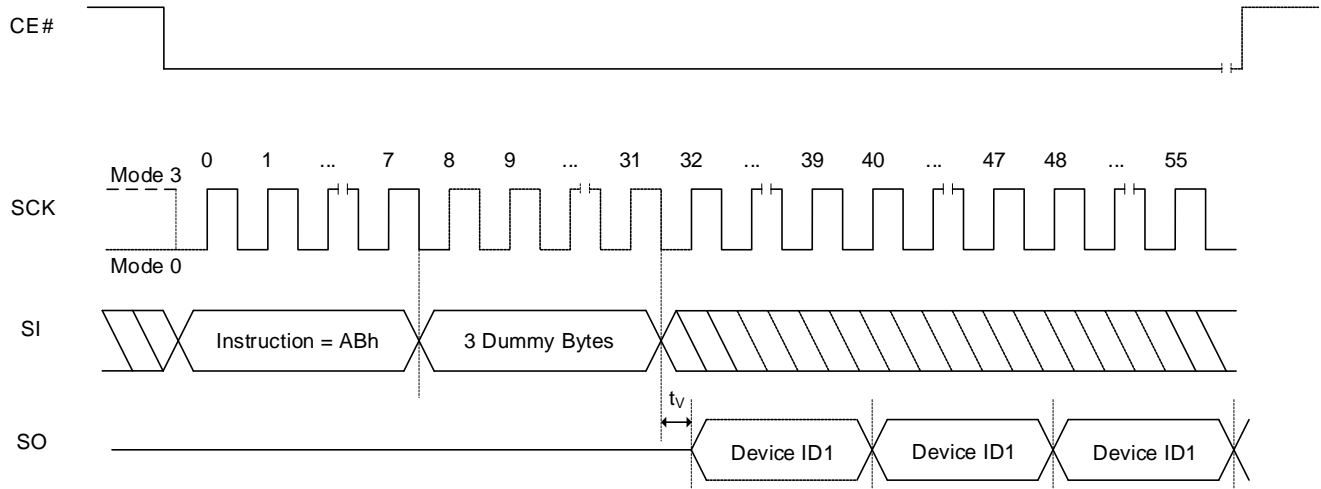 CE#
0 1 ... 7 8 9 ... 31 32 ... 39 40 ... 47 48 ... 55
Mode 3
SCK
Mode 0
SI
Instruction = ABh
3 Dummy Bytes
tV
SO
Device ID1
Device ID1
Device ID1